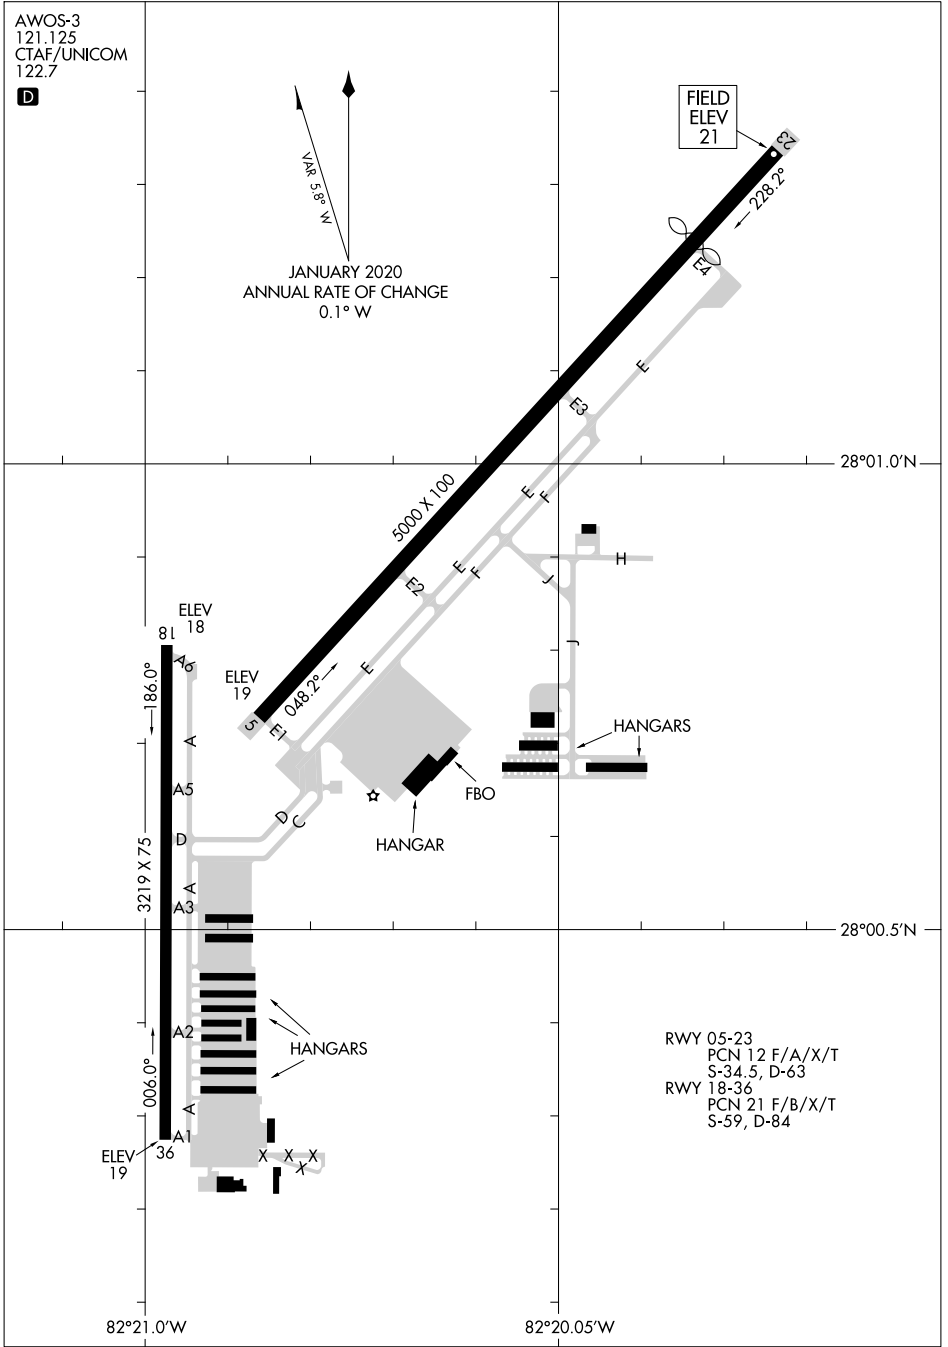 AWOS-3
121.125
CTAF/UNICOM
122.7
D
VAR 5.8° W
JANUARY 2020
ANNUAL RATE OF CHANGE
0.1° W
FIELD
ELEV
21
23
228.2°
E4
E
E3
28°01.0'N
5000 X 100
E
F
H
E
F
J
E2
J
ELEV
18
18
A6
ELEV
19
048.2°
E
186.0°
5
E1
HANGARS
A
A5
FBO
D
C
HANGAR
D
3219 X 75
A
A3
28°00.5'N
A2
HANGARS
006.0°
RWY 05-23
PCN 12 F/A/X/T
S-34.5, D-63
RWY 18-36
PCN 21 F/B/X/T
S-59, D-84
A
A1
ELEV
19
36
X X X
X
82°21.0'W
82°20.05'W